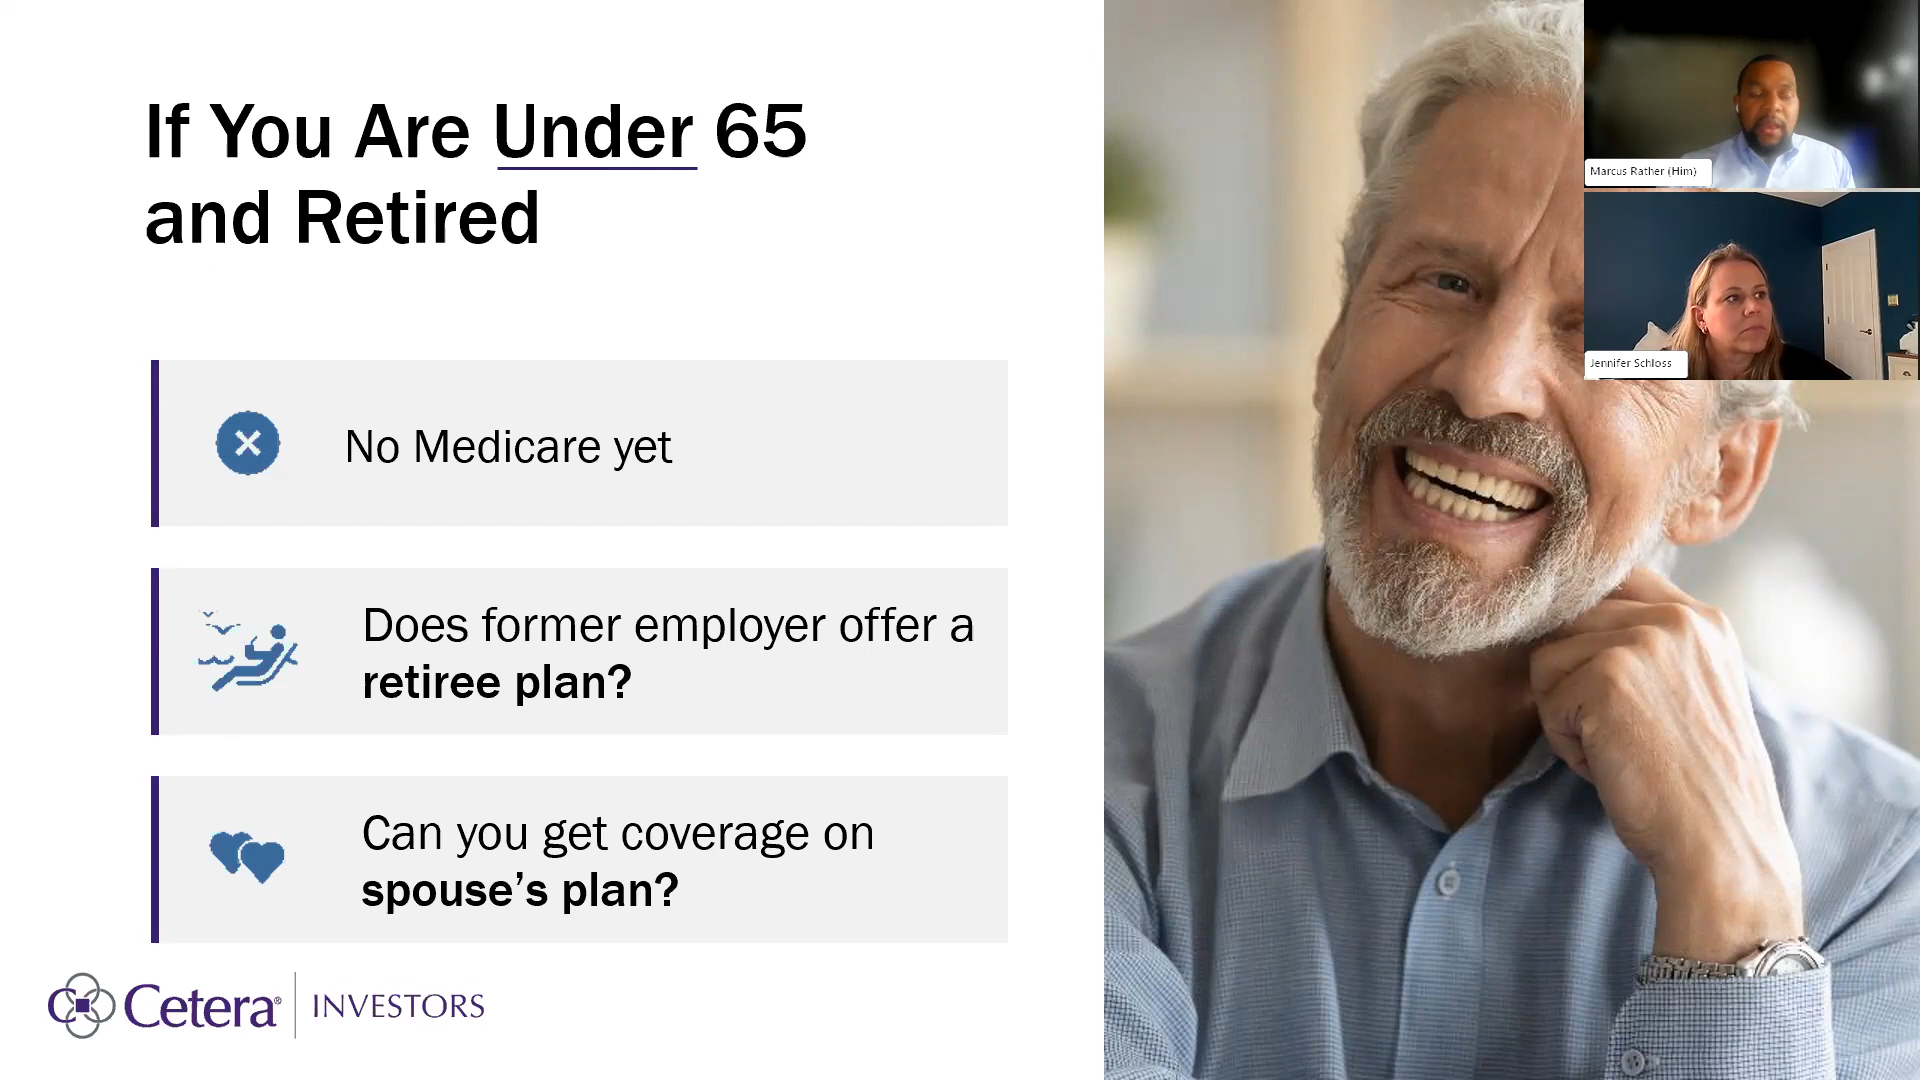 If You Are Under 65
and Retired
No Medicare yet
Does former employer offer a
retiree plan?
Can you get coverage on
spouse’s plan?
Cetera® INVESTORS
Marcus Rather (Him)
Jennifer Schloss